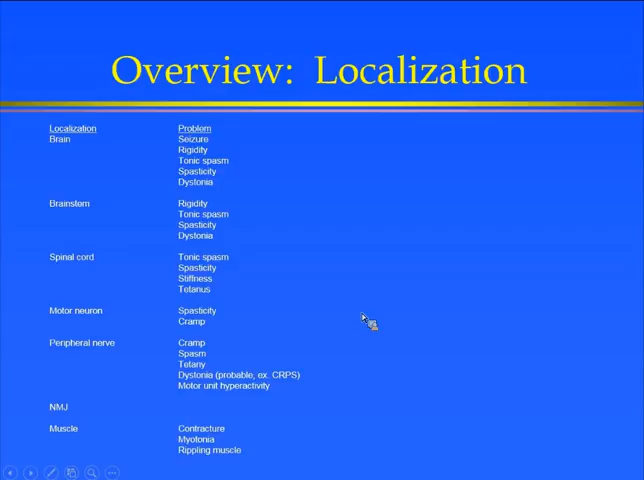 Overview: Localization
Localization Problem
Brain Seizure
Rigidity
Tonic spasm
Spasticity
Dystonia
Brainstem Rigidity
Tonic spasm
Spasticity
Dystonia
Spinal cord Tonic spasm
Spasticity
Stiffness
Tetanus
Motor neuron Spasticity
Cramp
Peripheral nerve Cramp
Spasm
Tetany
Dystonia (probable, ex. CRPS)
Motor unit hyperactivity
NMJ
Muscle Contracture
Myotonia
Rippling muscle